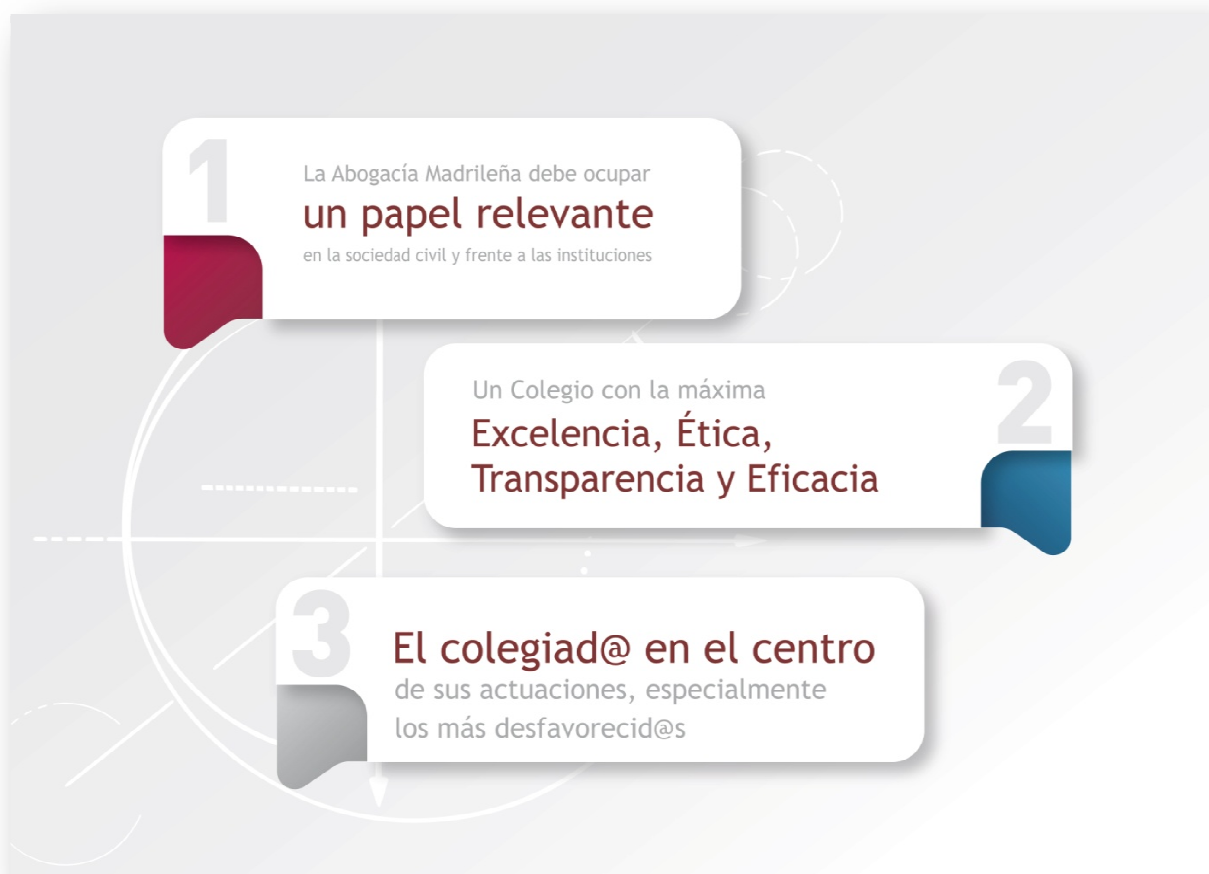 1
La Abogacía Madrileña debe ocupar
un papel relevante
en la sociedad civil y frente a las instituciones
2
Un Colegio con la máxima
Excelencia, Ética,
Transparencia y Eficacia
3
El colegiad@ en el centro
de sus actuaciones, especialmente
los más desfavorecid@s